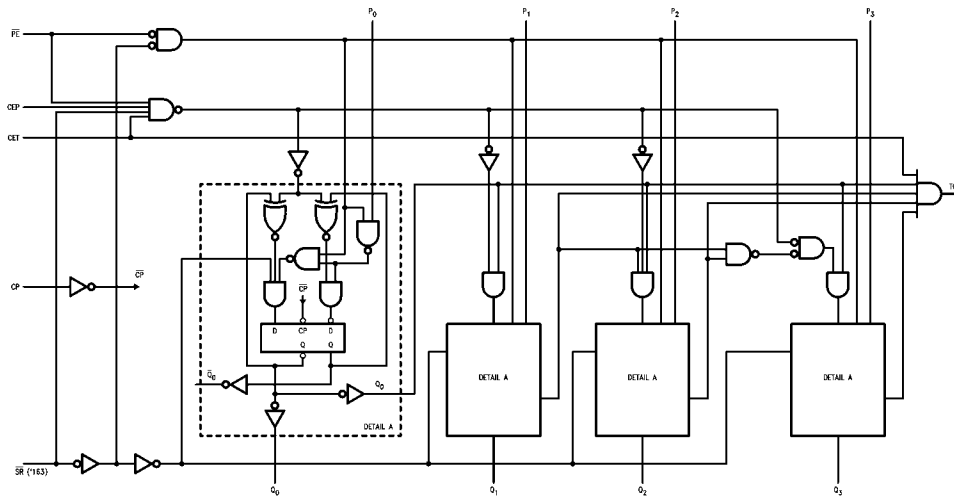 P0
P1
P2
P3
PE
CEP
CET
TC
CP
CP
CP
D
CP
D
Q
Q
Q0
Q0
DETAIL A
DETAIL A
DETAIL A
DETAIL A
SR ('163)
Q0
Q1
Q2
Q3